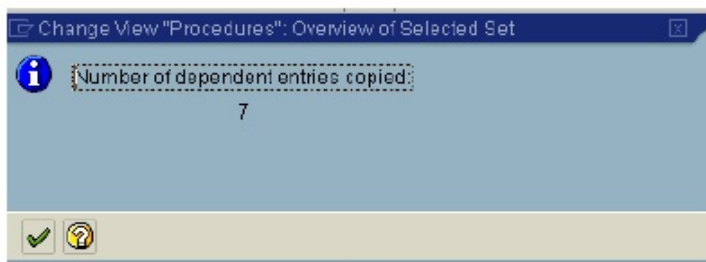 Change View "Procedures": Overview of Selected Set
Number of dependent entries copied:
7